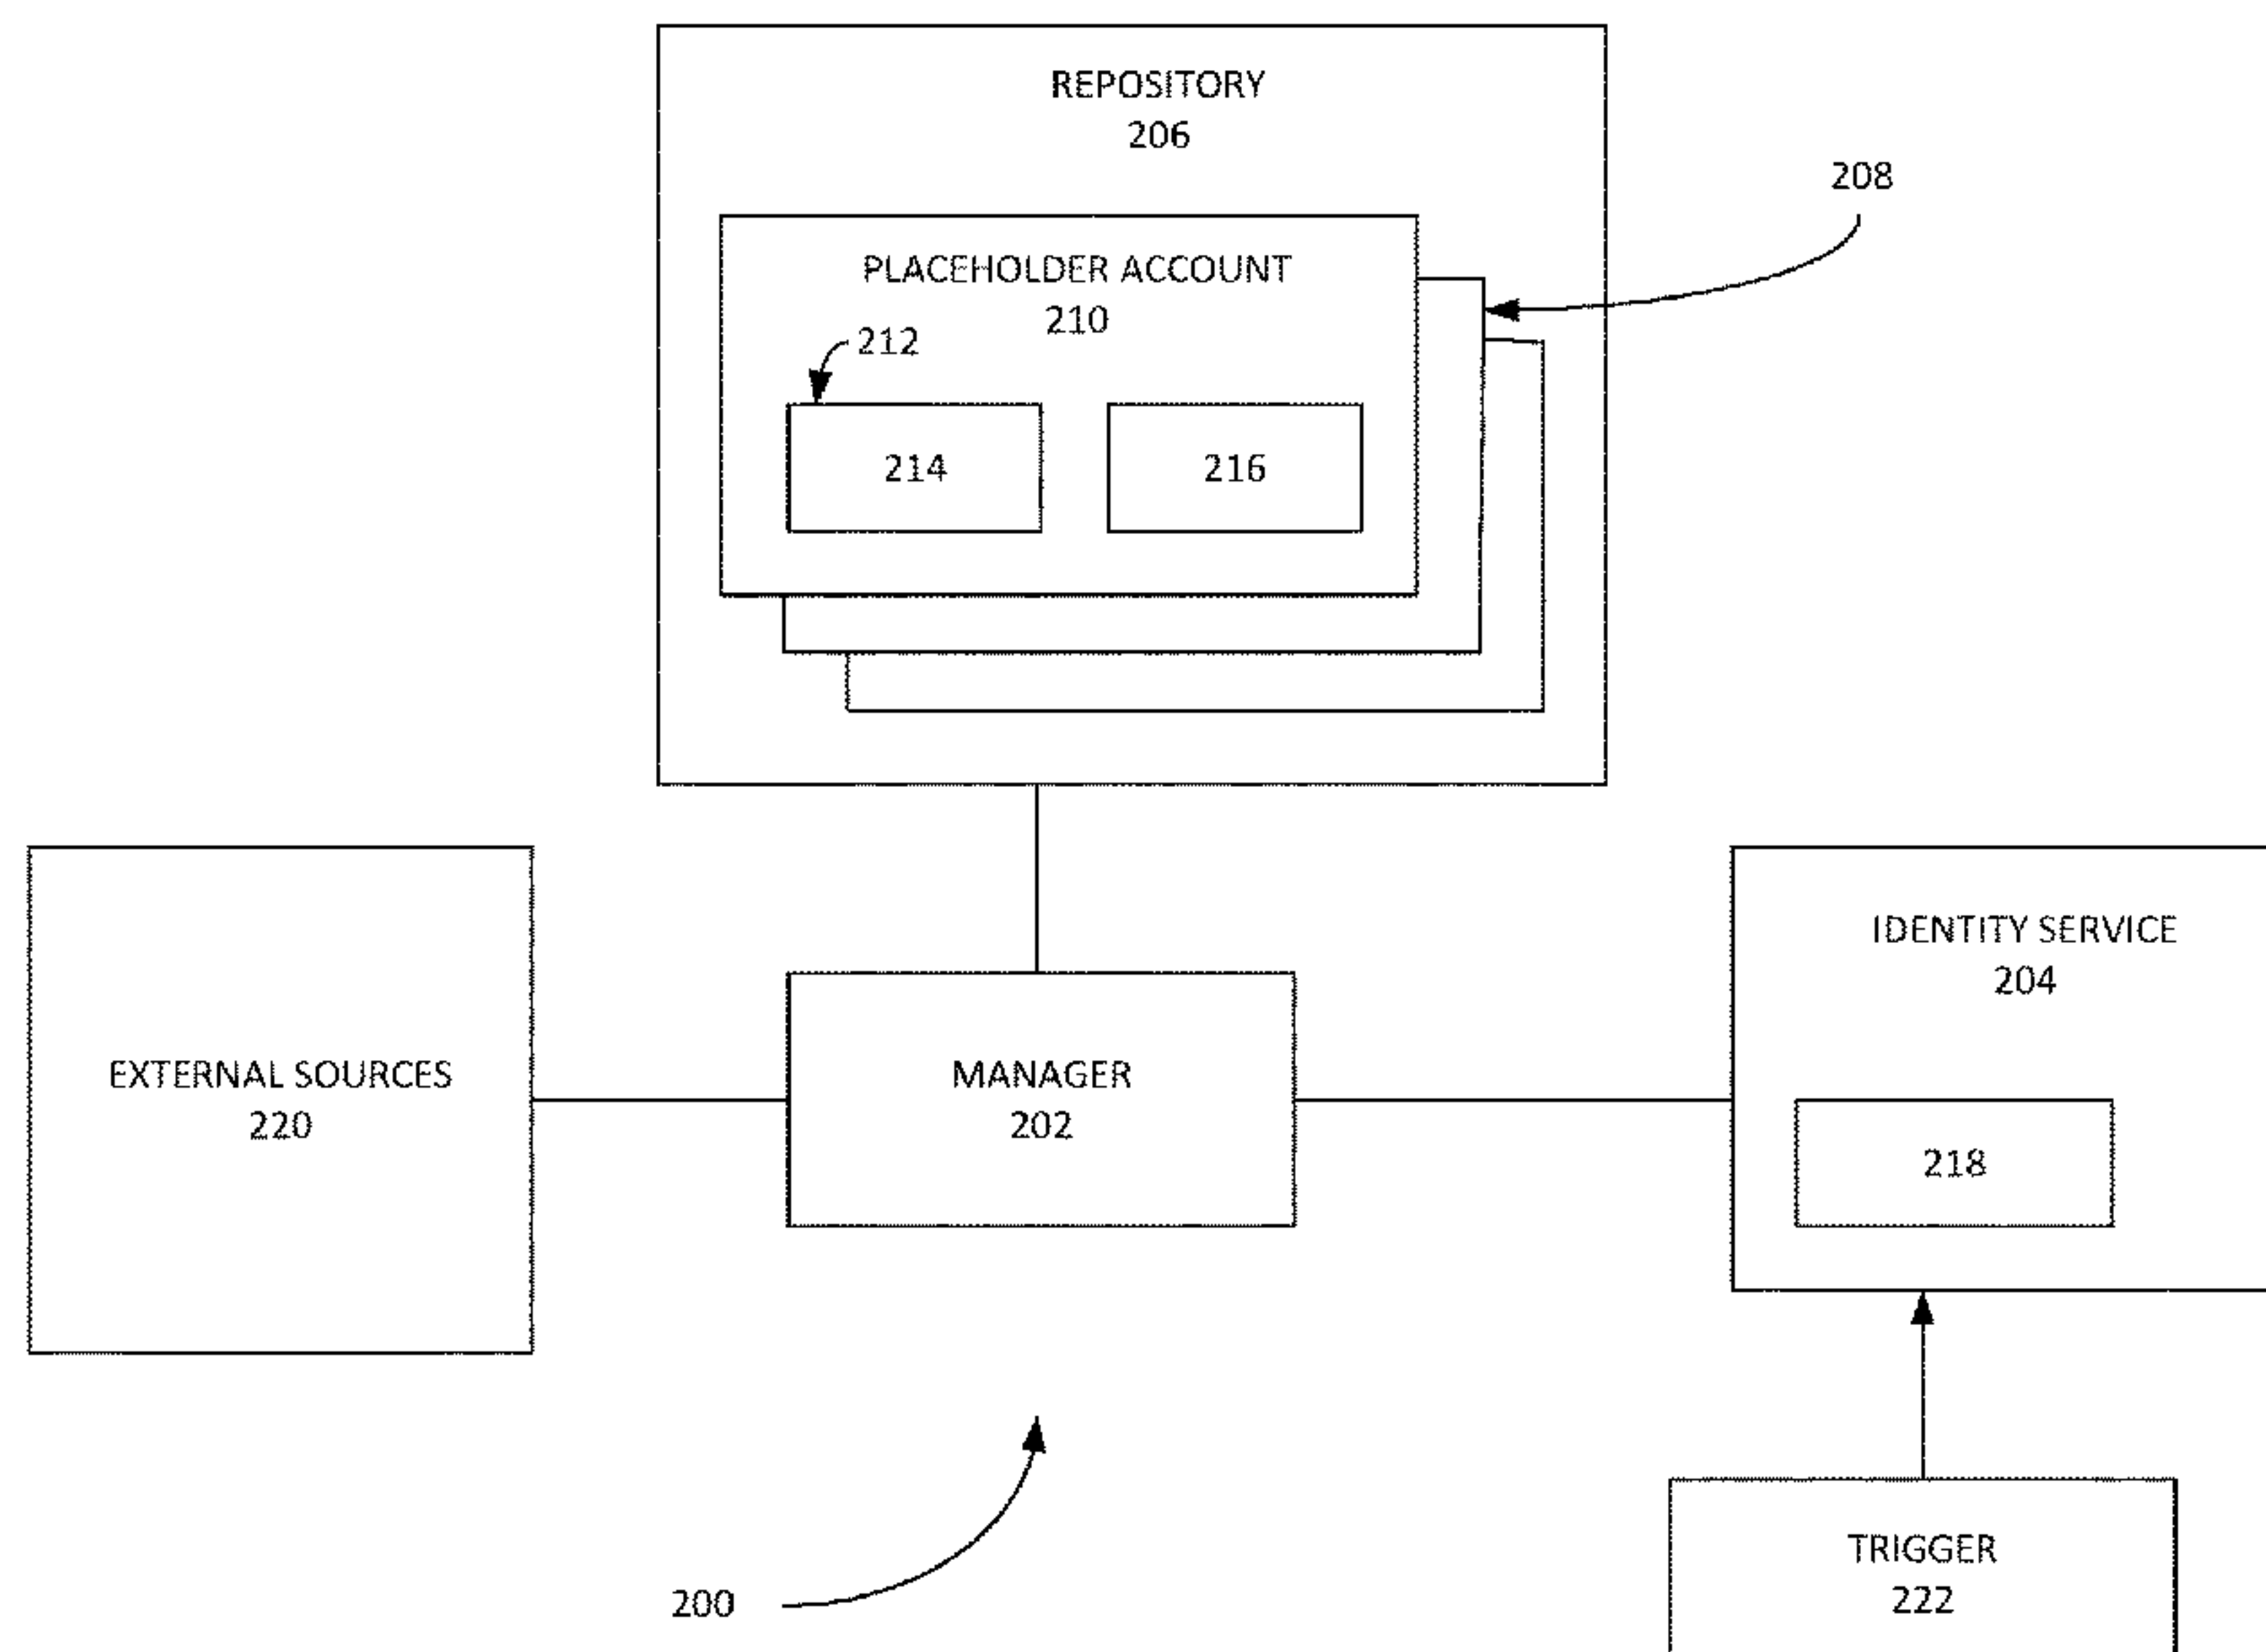 REPOSITORY
206
208
PLACEHOLDER ACCOUNT
210
212
214
216
IDENTITY SERVICE
204
EXTERNAL SOURCES
220
MANAGER
202
218
TRIGGER
222
200